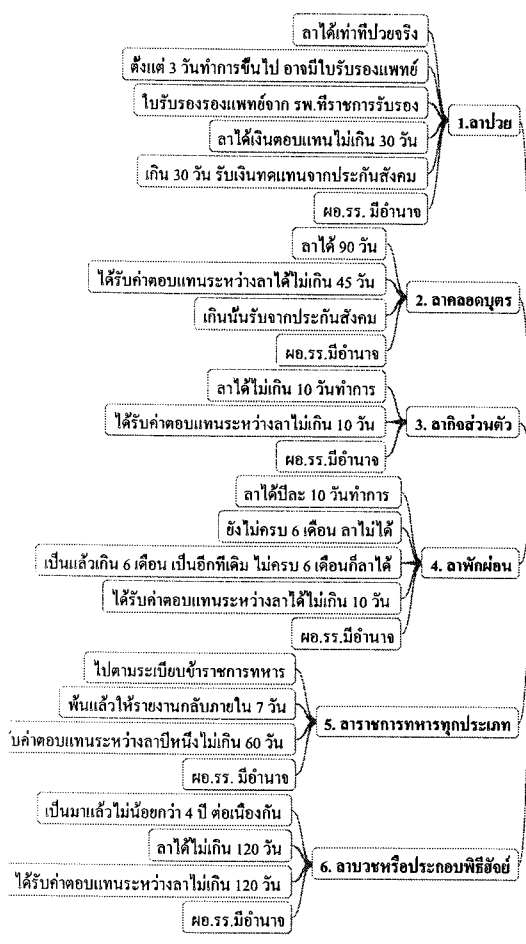 ลาได้เท่าที่ป่วยจริง
ตั้งแต่ 3 วันทำการขึ้นไป อาจมีใบรับรองแพทย์
ใบรับรองรองแพทย์จาก รพ.ที่ราชการรับรอง
1.ลาป่วย
ลาได้เงินตอบแทนไม่เกิน 30 วัน
เกิน 30 วัน รับเงินทดแทนจากประกันสังคม
ผอ.รร. มีอำนาจ
ลาได้ 90 วัน
ได้รับค่าตอบแทนระหว่างลาได้ไม่เกิน 45 วัน
2. ลาคลอดบุตร
เกินนั้นรับจากประกันสังคม
ผอ.รร.มีอำนาจ
ลาได้ไม่เกิน 10 วันทำการ
ได้รับค่าตอบแทนระหว่างลาไม่เกิน 10 วัน
3. ลากิจส่วนตัว
ผอ.รร.มีอำนาจ
ลาได้ปีละ 10 วันทำการ
ยังไม่ครบ 6 เดือน ลาไม่ได้
เป็นแล้วเกิน 6 เดือน เป็นอีกที่เดิม ไม่ครบ 6 เดือนก็ลาได้
4. ลาพักผ่อน
ได้รับค่าตอบแทนระหว่างลาได้ไม่เกิน 10 วัน
ผอ.รร.มีอำนาจ
ไปตามระเบียบข้าราชการทหาร
พ้นแล้วให้รายงานกลับภายใน 7 วัน
5. ลาราชการทหารทุกประเภท
ับค่าตอบแทนระหว่างลาปีหนึ่งไม่เกิน 60 วัน
ผอ.รร. มีอำนาจ
เป็นมาแล้วไม่น้อยกว่า 4 ปี ต่อเนื่องกัน
ลาได้ไม่เกิน 120 วัน
6. ลาบวชหรือประกอบพิธีฮัจย์
ได้รับค่าตอบแทนระหว่างลาไม่เกิน 120 วัน
ผอ.รร.มีอำนาจ